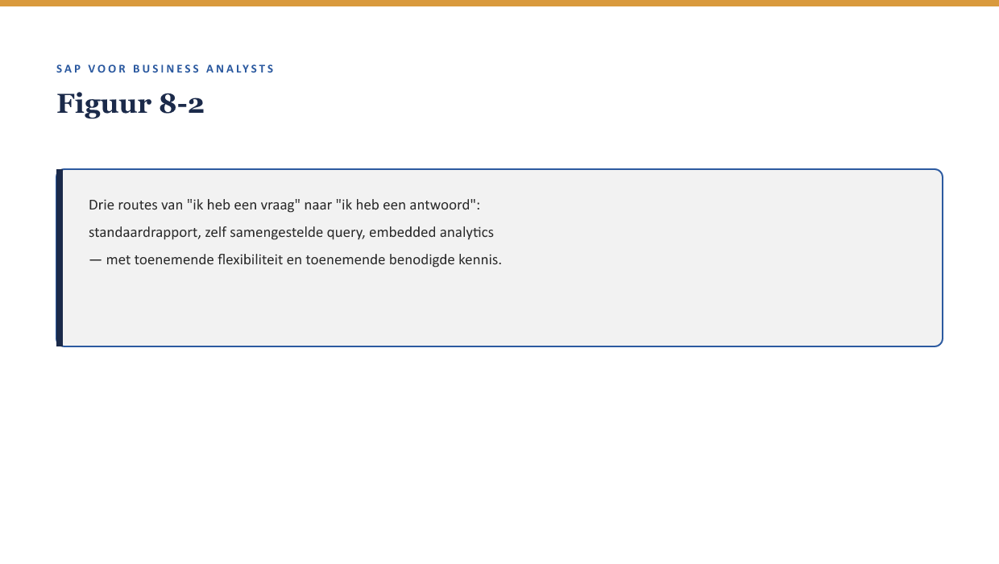 SAP VOOR BUSINESS ANALYSTS
Figuur 8-2
Drie routes van "ik heb een vraag" naar "ik heb een antwoord":
standaardrapport, zelf samengestelde query, embedded analytics
— met toenemende flexibiliteit en toenemende benodigde kennis.